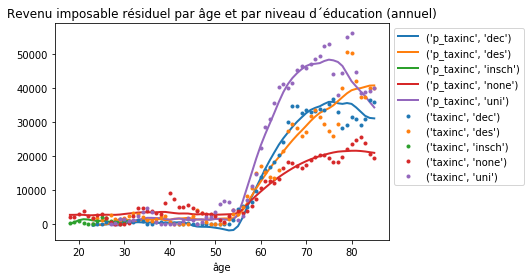 Revenu imposable résiduel par âge et par niveau d´éducation (annuel)
50000
40000
30000
20000
10000
0
20
30
40
50
60
70
80
âge
('p_taxinc', 'dec')
('p_taxinc', 'des')
('p_taxinc', 'insch')
('p_taxinc', 'none')
('p_taxinc', 'uni')
('taxinc', 'dec')
('taxinc', 'des')
('taxinc', 'insch')
('taxinc', 'none')
('taxinc', 'uni')